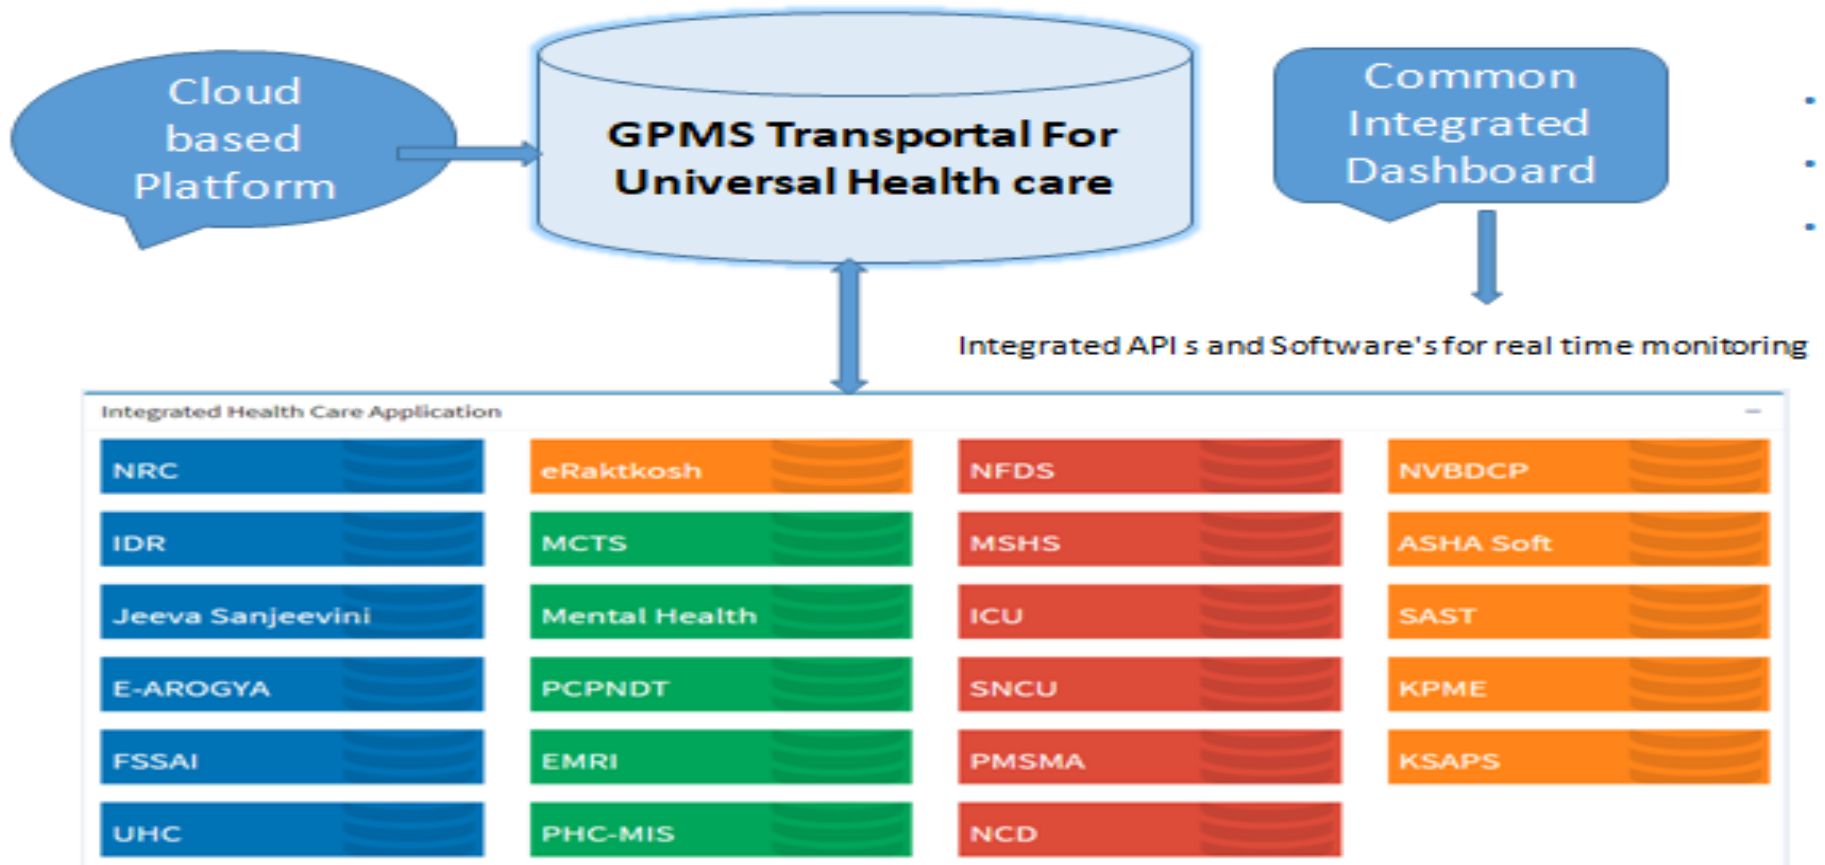 Cloud
based
Platform
GPMS Transportal For
Universal Health care
Common
Integrated
Dashboard
Integrated API s and Software's for real time monitoring
Integrated Health Care Application
NRC
eRaktkosh
NFDS
NVBDCP
IDR
MCTS
MSHS
ASHA Soft
Jeeva Sanjeevini
Mental Health
ICU
SAST
E-AROGYA
PCPNDT
SNCU
KPME
FSSAI
EMRI
PMSMA
KSAPS
UHC
PHC-MIS
NCD